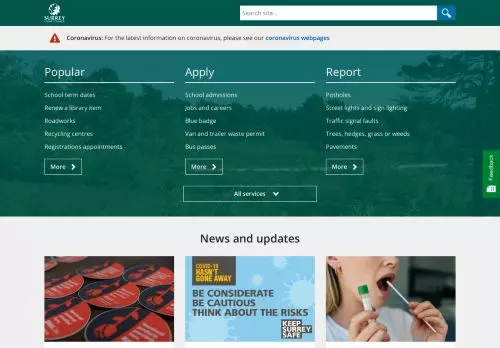 SURREY
Search site...
Coronavirus: For the latest information on coronavirus, please see our coronavirus webpages
Popular
School term dates
Renew a library item
Roadworks
Recycling centres
Registrations appointments
More
Apply
School admissions
Jobs and careers
Blue badge
Van and trailer waste permit
Bus passes
More
Report
Potholes
Street lights and sign lighting
Traffic signal faults
Trees, hedges, grass or weeds
Pavements
More
All services
Feedback
News and updates
COVID-19
HASN'T
GONE AWAY
BE CONSIDERATE
BE CAUTIOUS
THINK ABOUT THE RISKS
KEEP
SURREY
SAFE